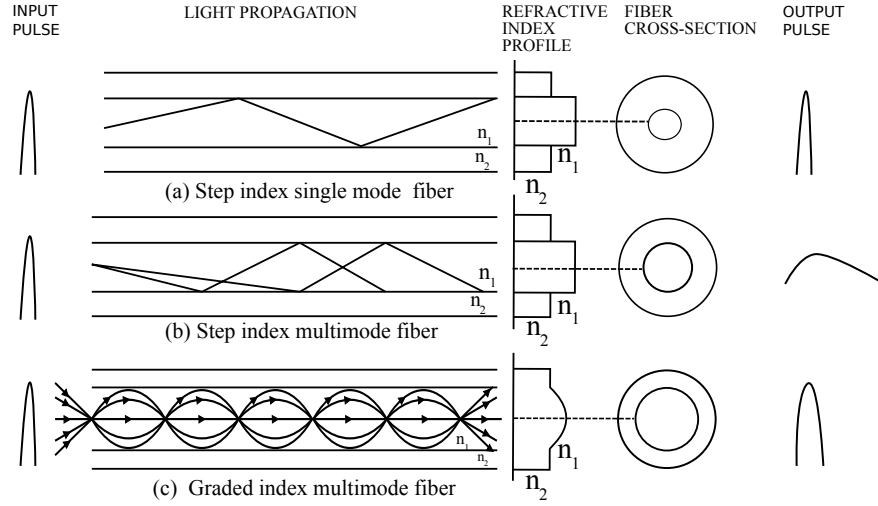 INPUT PULSE
LIGHT PROPAGATION
REFRACTIVE INDEX PROFILE
FIBER CROSS-SECTION
OUTPUT PULSE
n1
n2
n1
n2
(a) Step index single mode fiber
n1
n2
n1
n2
(b) Step index multimode fiber
n1
n2
n1
n2
(c) Graded index multimode fiber